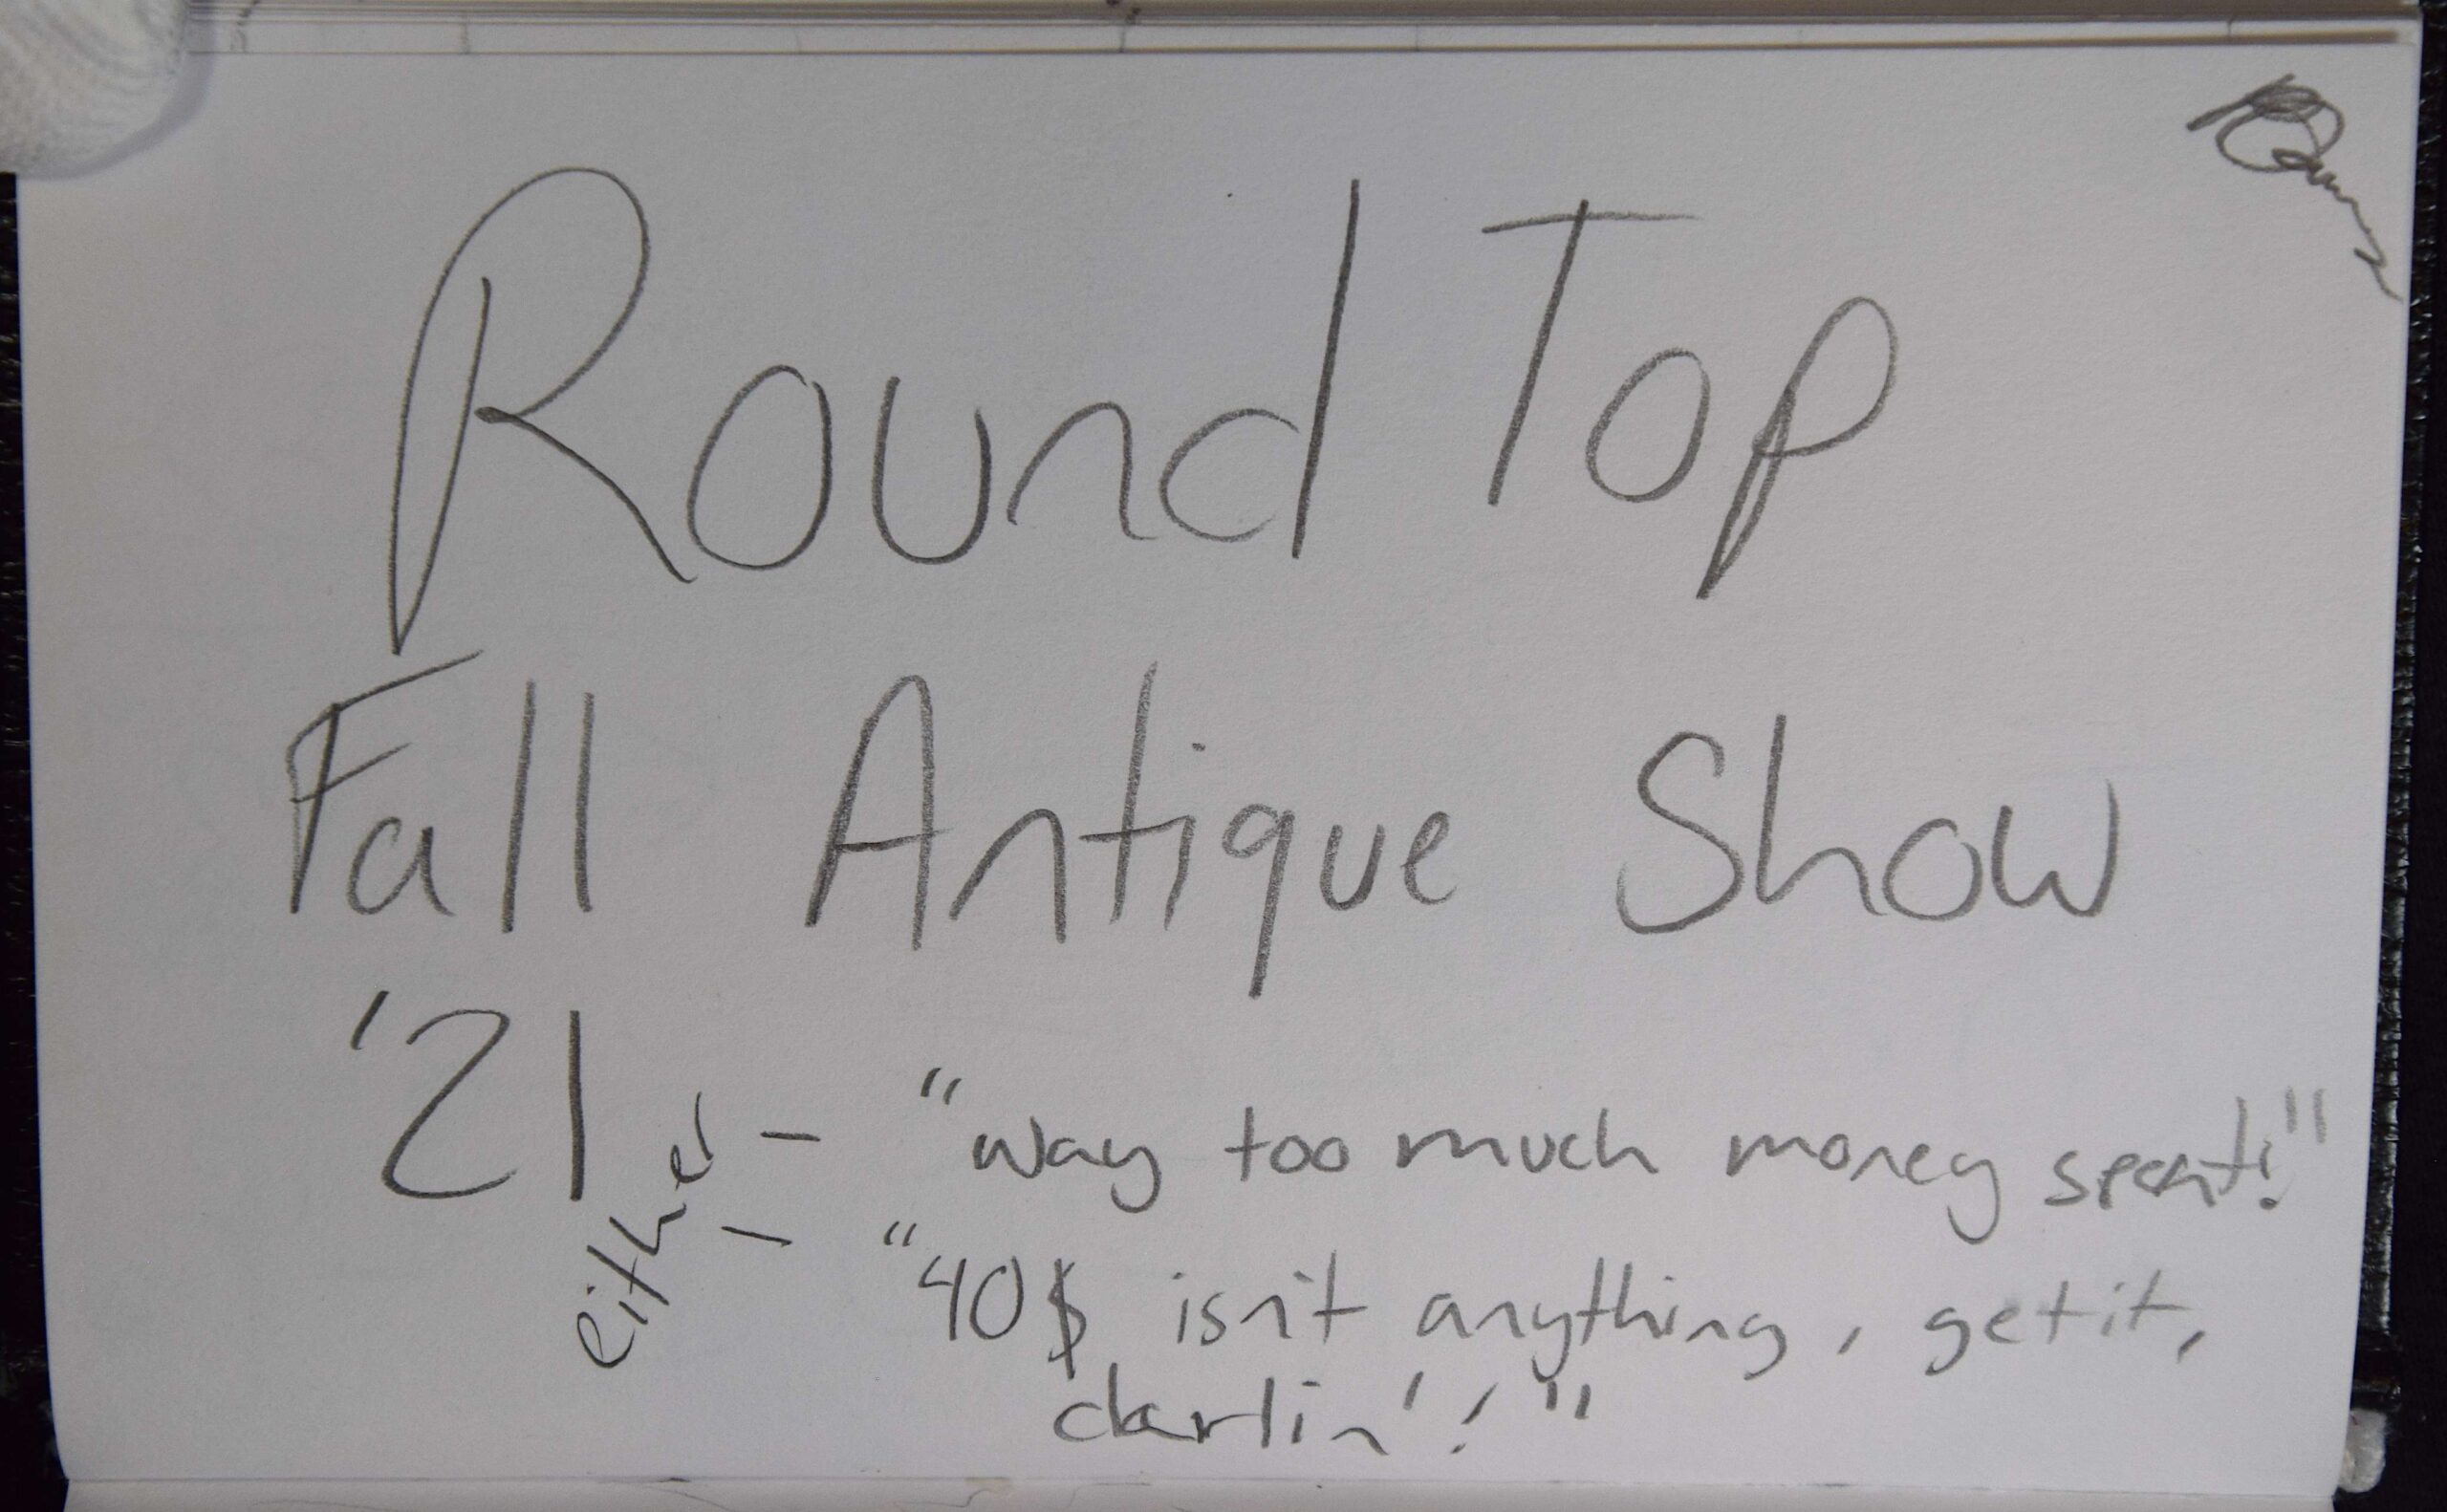 Round Top
Fall Antique Show
'21
either - "way too much money spent!"
- "40$ isn't anything, get it,
darlin'!"